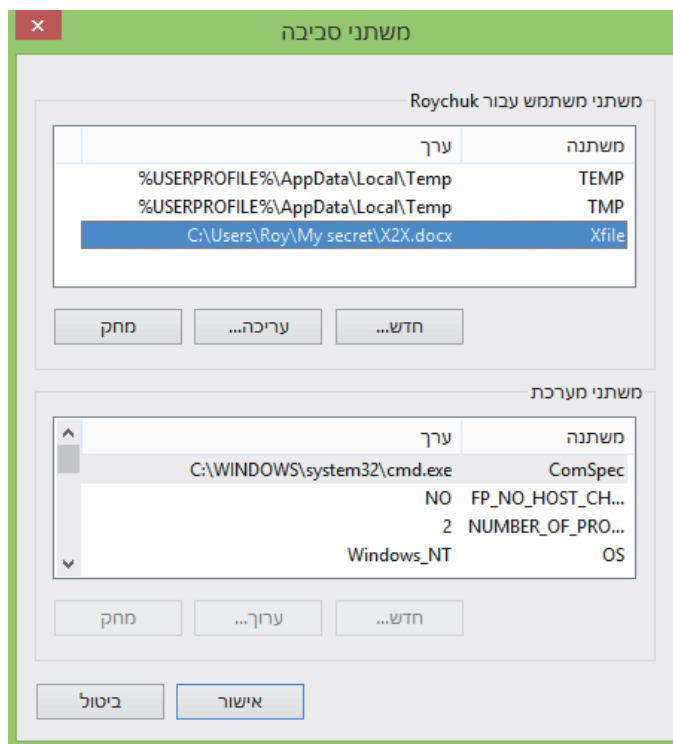 משתני סביבה
משתני משתמש עבור Roychuk
משתנה ערך
TEMP %USERPROFILE%\AppData\Local\Temp
TMP %USERPROFILE%\AppData\Local\Temp
Xfile C:\Users\Roy\My secret\X2X.docx
חדש... עריכה... מחק
משתני מערכת
משתנה ערך
ComSpec C:\WINDOWS\system32\cmd.exe
FP_NO_HOST_CH... NO
NUMBER_OF_PRO... 2
OS Windows_NT
חדש... ערוך... מחק
אישור ביטול